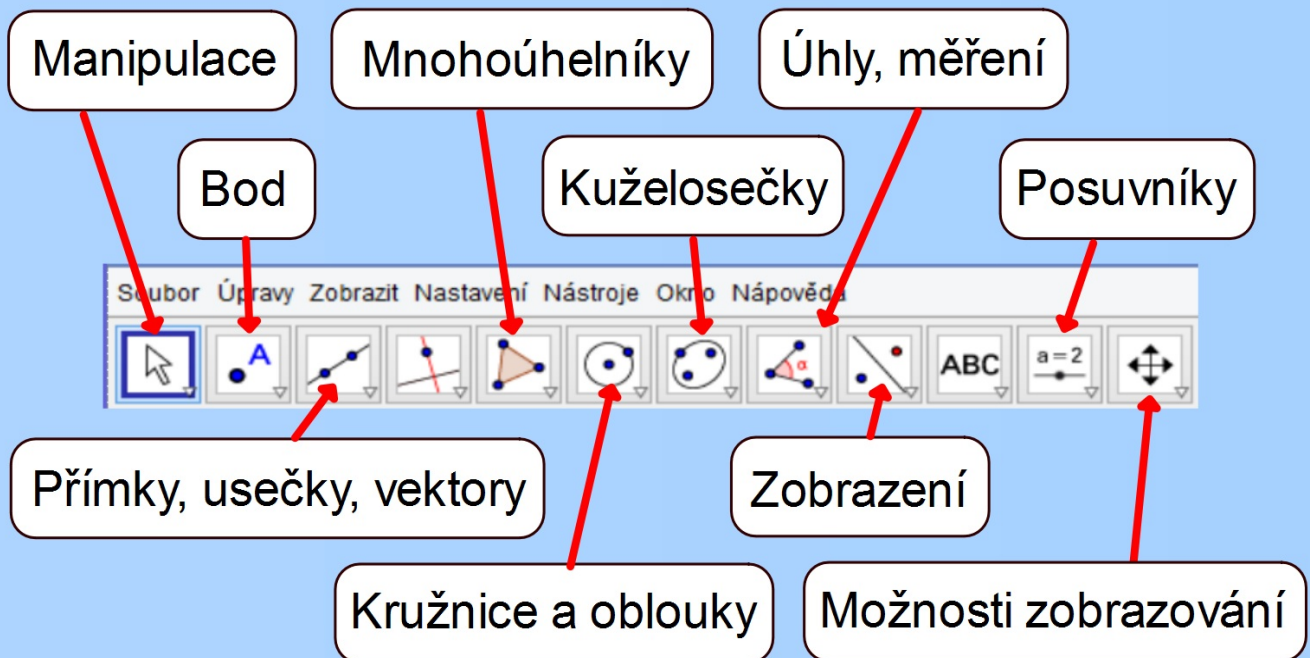 Manipulace
Mnohoúhelníky
Úhly, měření
Bod
Kuželosečky
Posuvníky
Soubor Úpravy Zobrazit Nastavení Nástroje Okno Nápověda
A
α
ABC
a=2
Přímky, usečky, vektory
Zobrazení
Kružnice a oblouky
Možnosti zobrazování